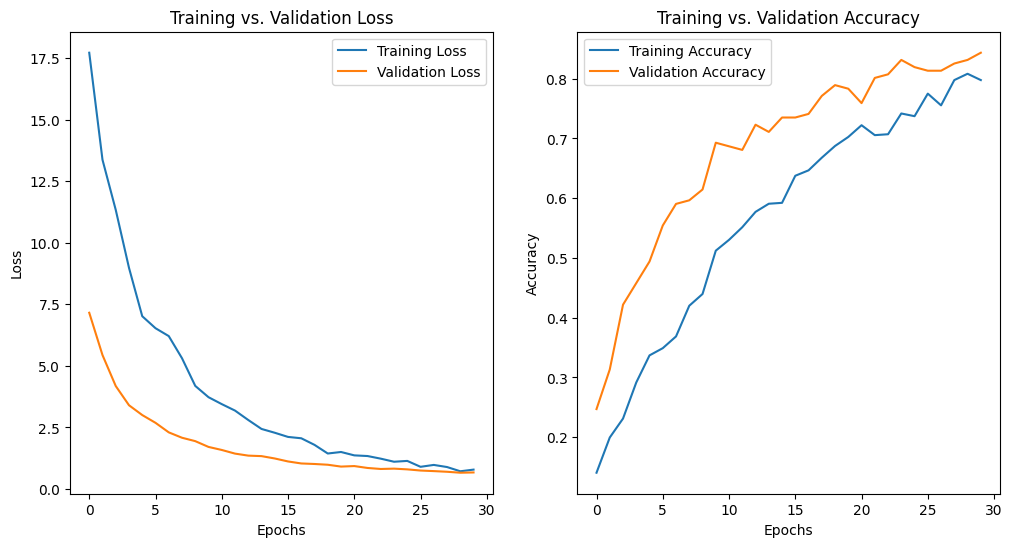 Training vs. Validation Loss
Training Loss
Validation Loss
17.5
15.0
12.5
10.0
7.5
5.0
2.5
0.0
Loss
0 5 10 15 20 25 30
Epochs
Training vs. Validation Accuracy
Training Accuracy
Validation Accuracy
0.8
0.7
0.6
0.5
0.4
0.3
0.2
Accuracy
0 5 10 15 20 25 30
Epochs